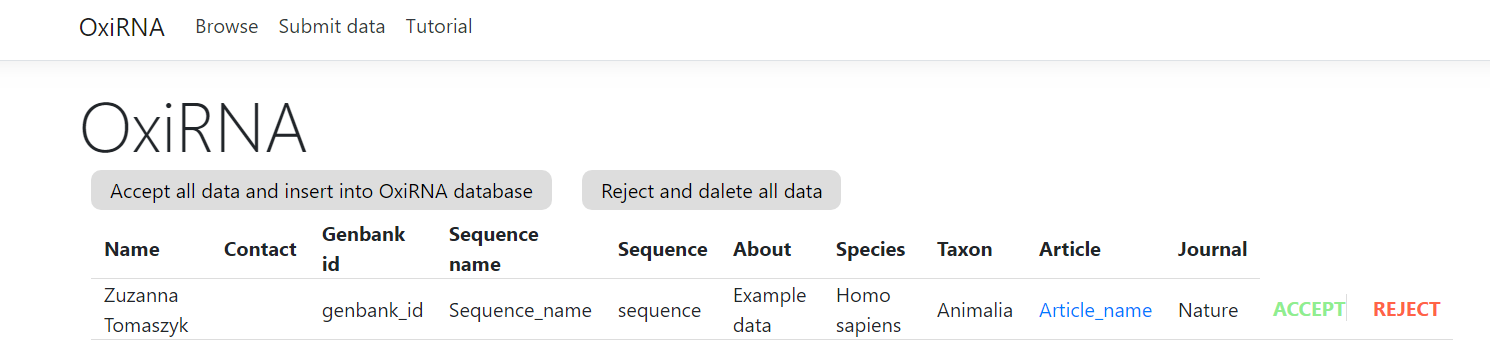 OxiRNA Browse Submit data Tutorial
OxiRNA
Accept all data and insert into OxiRNA database Reject and dalete all data
Name Contact Genbank id Sequence name Sequence About Species Taxon Article Journal
Zuzanna Tomaszyk genbank_id Sequence_name sequence Example data Homo sapiens Animalia Article_name Nature ACCEPT REJECT